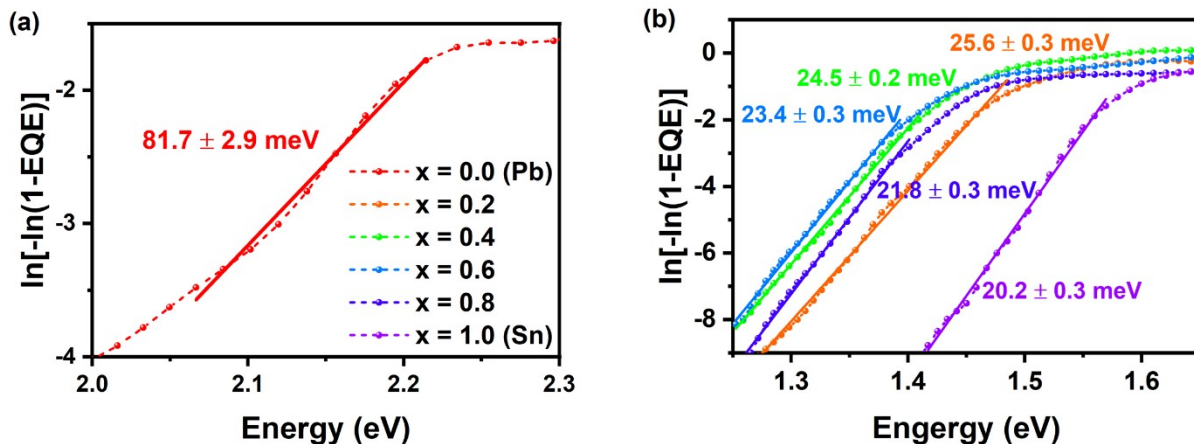 (a)
ln[-ln(1-EQE)]
-2
-3
-4
81.7 ± 2.9 meV
x = 0.0 (Pb)
x = 0.2
x = 0.4
x = 0.6
x = 0.8
x = 1.0 (Sn)
2.0 2.1 2.2 2.3
Energy (eV)
(b)
ln[-ln(1-EQE)]
0
-2
-4
-6
-8
25.6 ± 0.3 meV
24.5 ± 0.2 meV
23.4 ± 0.3 meV
21.8 ± 0.3 meV
20.2 ± 0.3 meV
1.3 1.4 1.5 1.6
Engergy (eV)